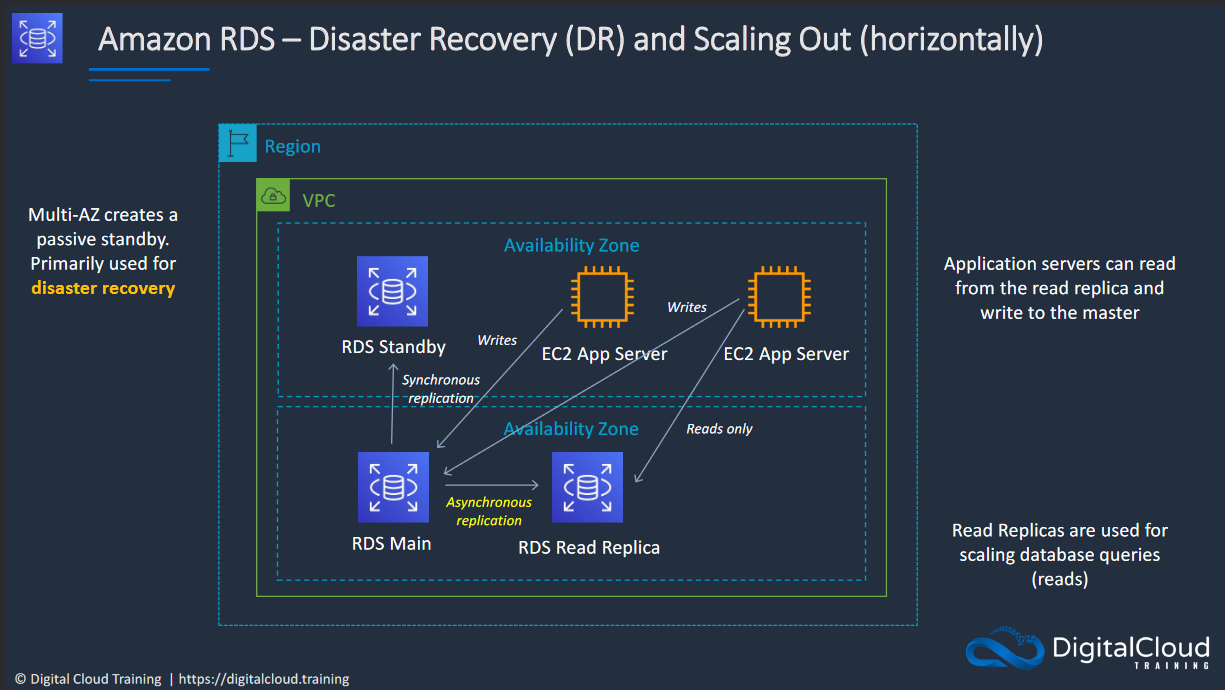 Amazon RDS – Disaster Recovery (DR) and Scaling Out (horizontally)
Region
VPC
Multi-AZ creates a
passive standby.
Primarily used for
disaster recovery
Availability Zone
RDS Standby
EC2 App Server
EC2 App Server
Writes
Writes
Synchronous
replication
Application servers can read
from the read replica and
write to the master
Availability Zone
Reads only
Asynchronous
replication
RDS Main
RDS Read Replica
Read Replicas are used for
scaling database queries
(reads)
DigitalCloud
TRAINING
© Digital Cloud Training | https://digitalcloud.training